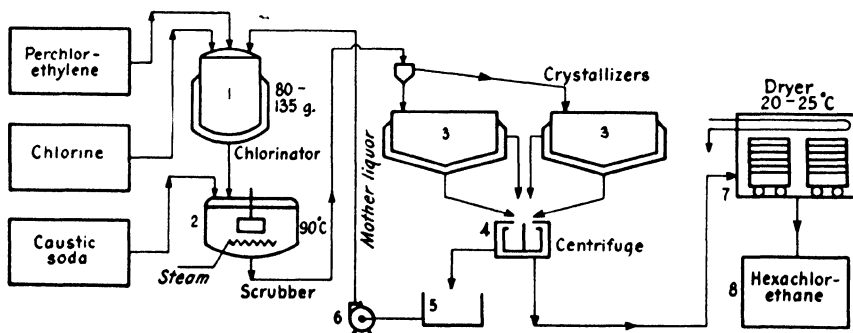 Perchlor-
ethylene
1
80-
135 g.
Chlorine
Chlorinator
Caustic
soda
2
90°C
Steam
Scrubber
Mother liquor
Crystallizers
3
3
4
Centrifuge
5
6
Dryer
20-25°C
7
8
Hexachlor-
ethane